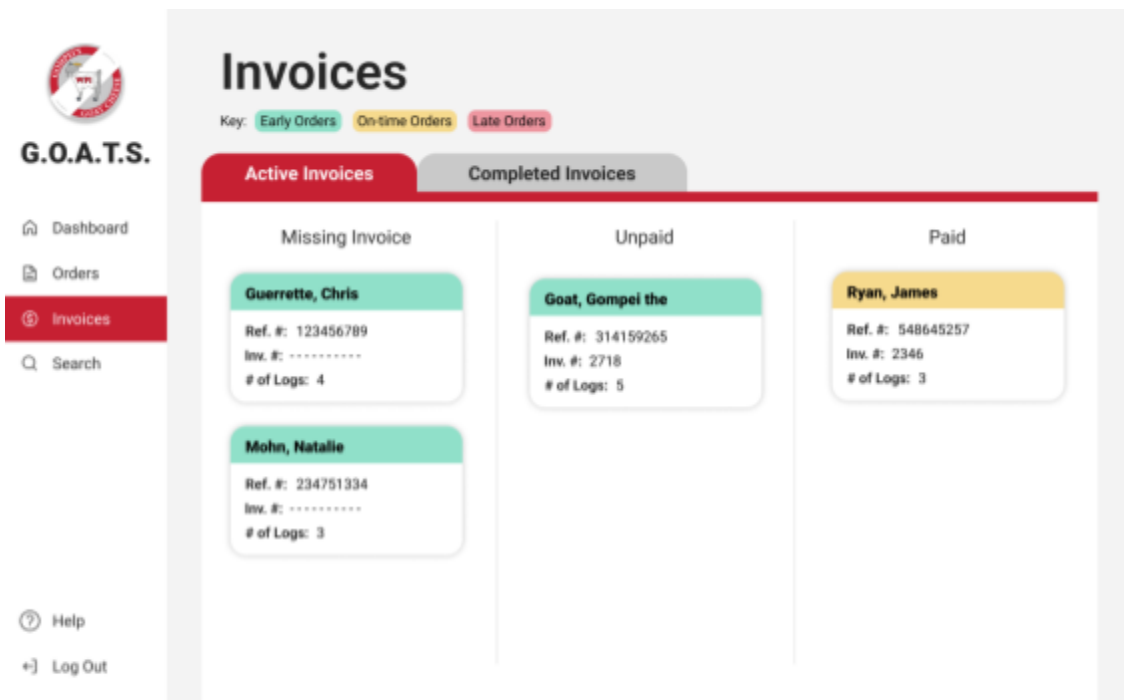 G.O.A.T.S.
Dashboard
Orders
Invoices
Search
Help
Log Out
Invoices
Key: Early Orders On-time Orders Late Orders
Active Invoices Completed Invoices
Missing Invoice
Guerrette, Chris
Ref. #: 123456789
Inv. #: ----------
# of Logs: 4
Mohn, Natalie
Ref. #: 234751334
Inv. #: ----------
# of Logs: 3
Unpaid
Goat, Gompei the
Ref. #: 314159265
Inv. #: 2718
# of Logs: 5
Paid
Ryan, James
Ref. #: 548645257
Inv. #: 2346
# of Logs: 3